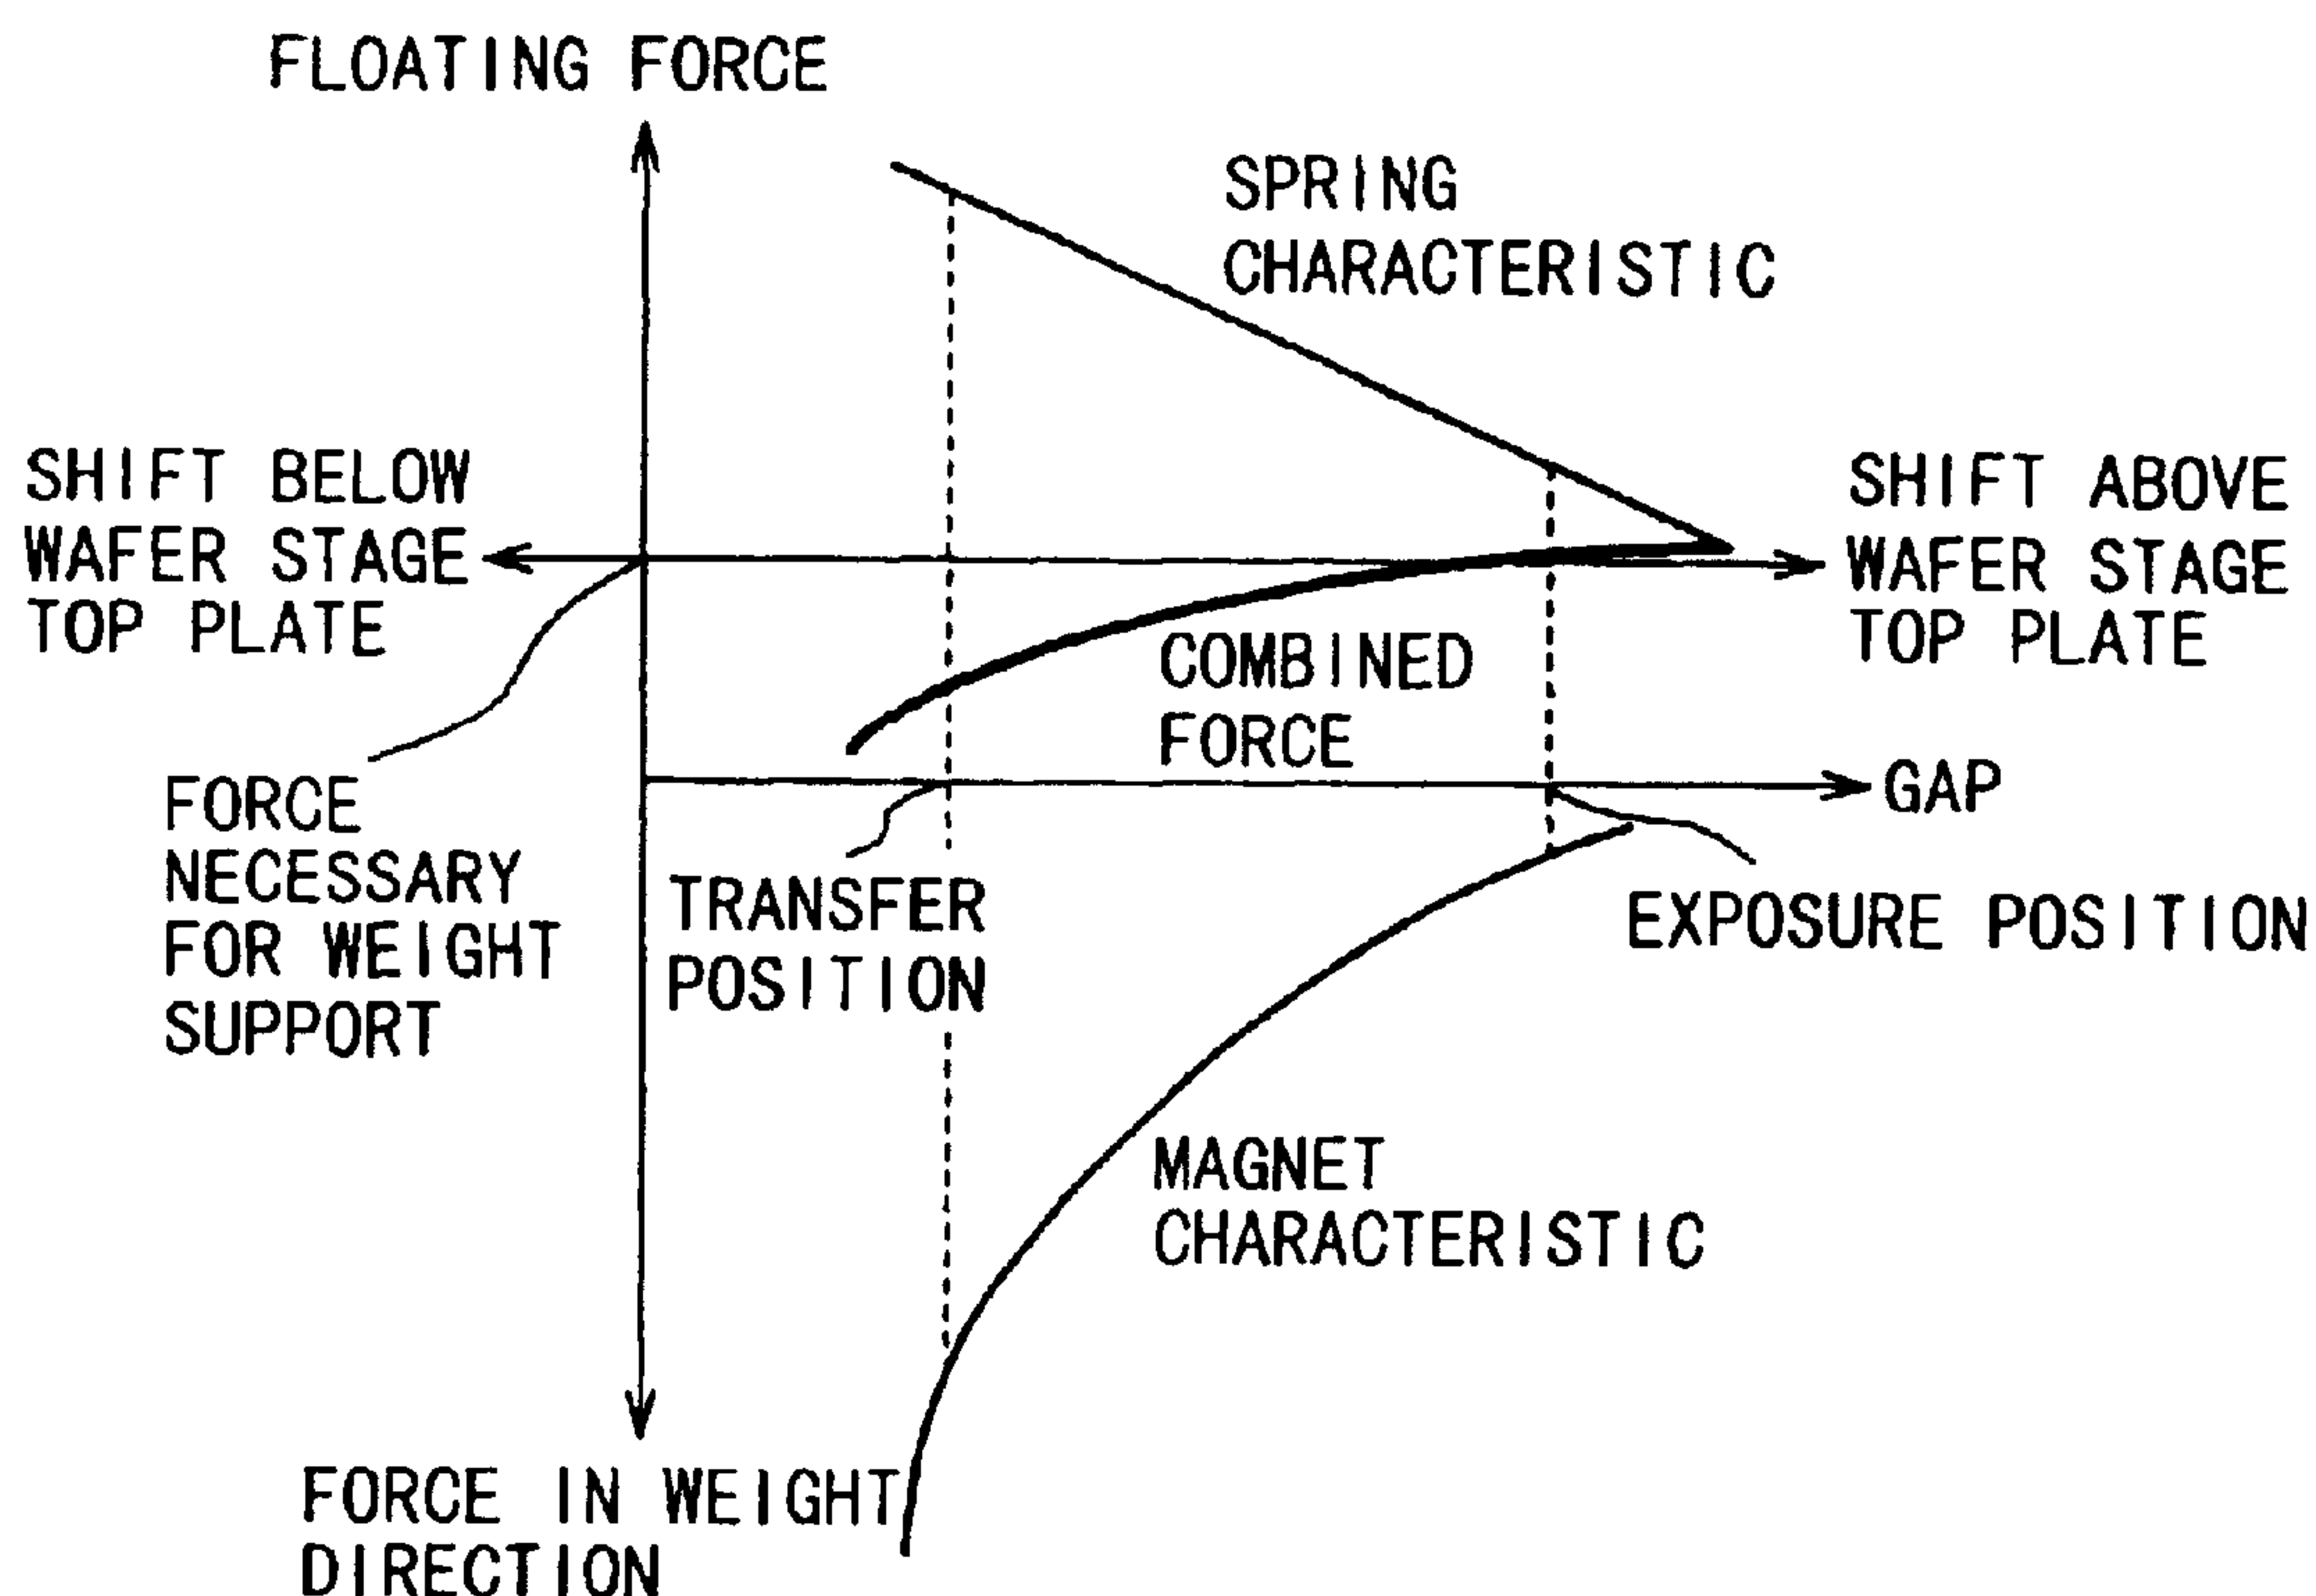 FLOATING FORCE
SPRING
CHARACTERISTIC
SHIFT BELOW
WAFER STAGE
TOP PLATE
SHIFT ABOVE
WAFER STAGE
TOP PLATE
COMBINED
FORCE
GAP
FORCE
NECESSARY
FOR WEIGHT
SUPPORT
TRANSFER
POSITION
EXPOSURE POSITION
MAGNET
CHARACTERISTIC
FORCE IN WEIGHT
DIRECTION